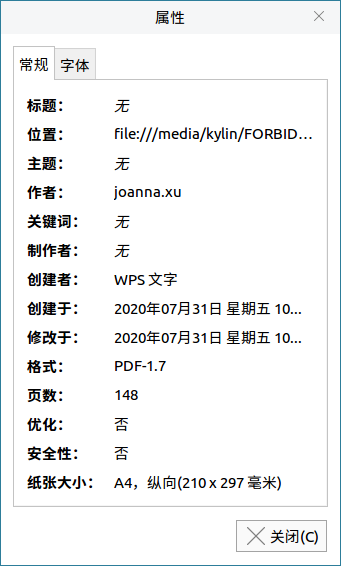 属性
常规 字体
标题： 无
位置： file:///media/kylin/FORBID...
主题： 无
作者： joanna.xu
关键词： 无
制作者： 无
创建者： WPS 文字
创建于： 2020年07月31日 星期五 10...
修改于： 2020年07月31日 星期五 10...
格式： PDF-1.7
页数： 148
优化： 否
安全性： 否
纸张大小： A4，纵向(210 x 297 毫米)
关闭(C)